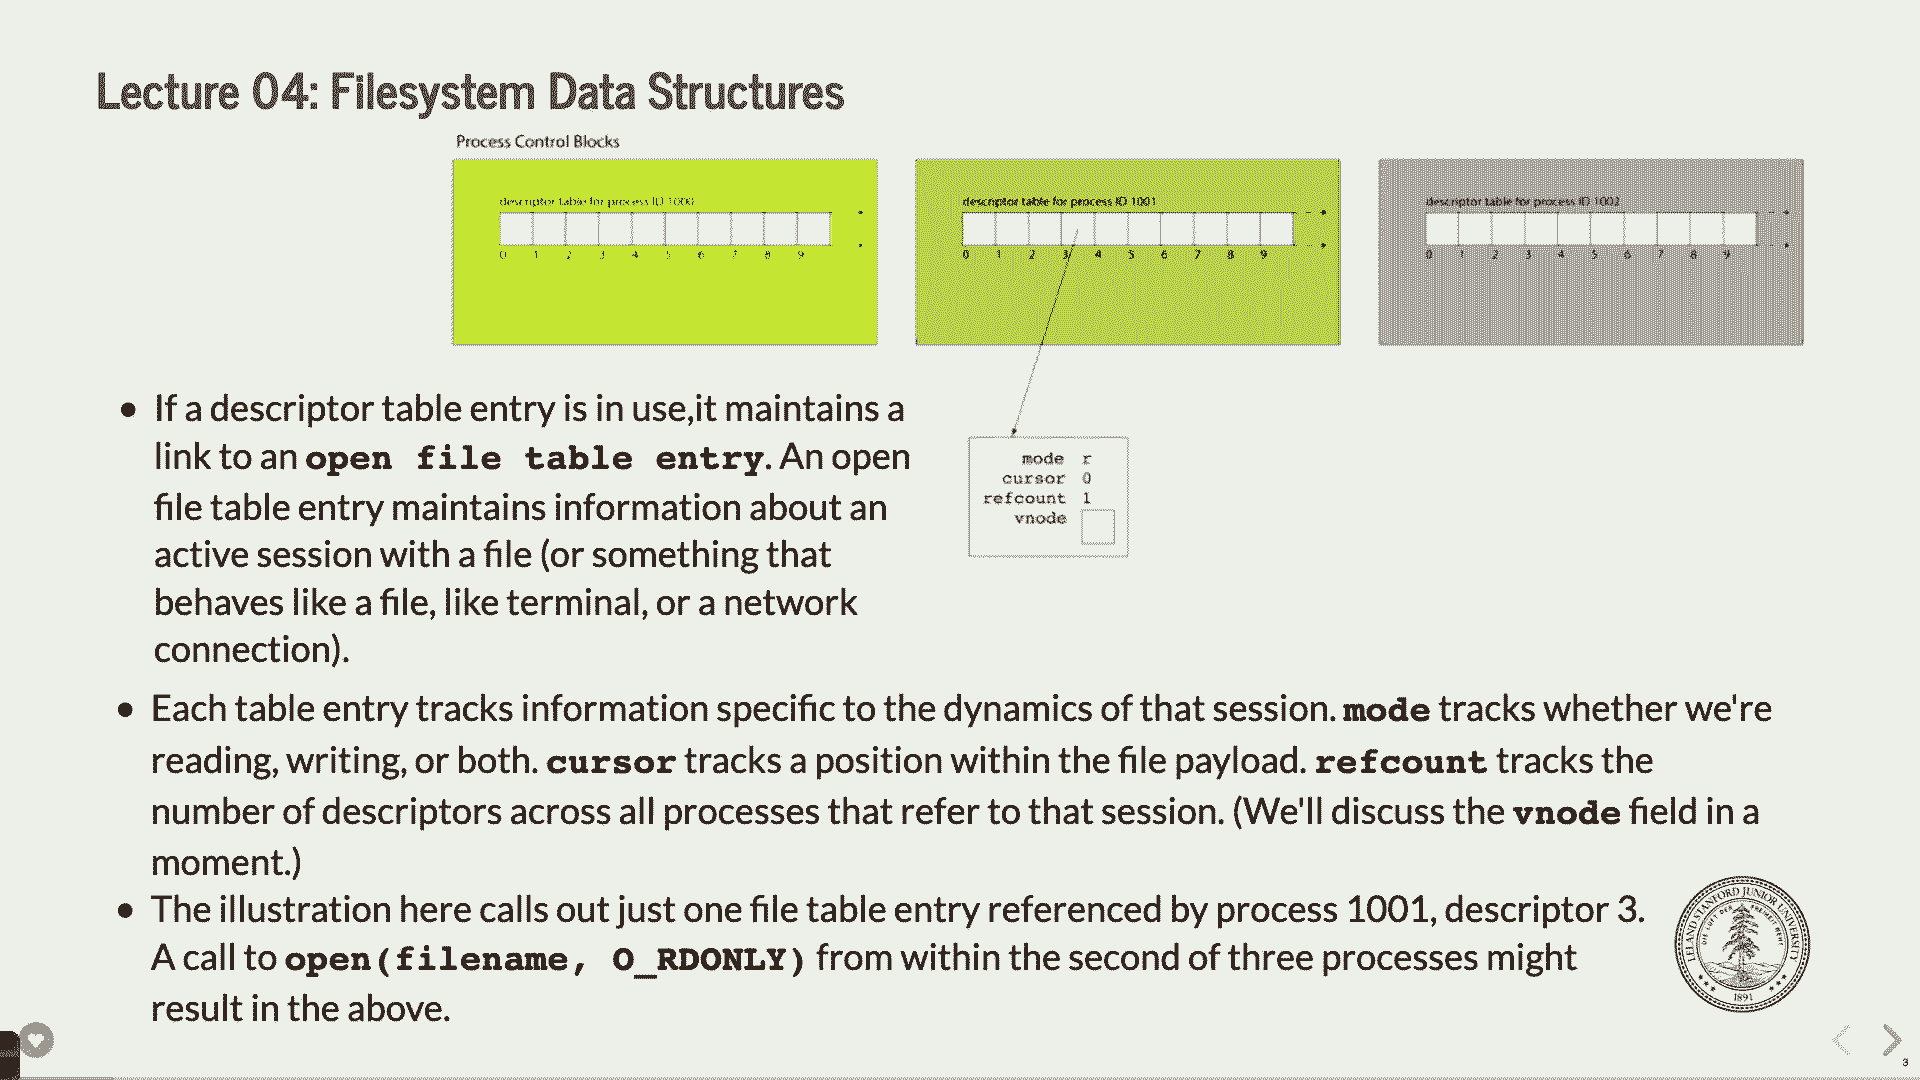 Lecture 04: Filesystem Data Structures
Process Control Blocks
descriptor table for process ID 1000
0 1 2 3 4 5 6 7 8 9
descriptor table for process ID 1001
0 1 2 3 4 5 6 7 8 9
descriptor table for process ID 1002
0 1 2 3 4 5 6 7 8 9
● If a descriptor table entry is in use,it maintains a
link to an open file table entry. An open
file table entry maintains information about an
active session with a file (or something that
behaves like a file, like terminal, or a network
connection).
mode r
cursor 0
refcount 1
vnode
● Each table entry tracks information specific to the dynamics of that session. mode tracks whether we're
reading, writing, or both. cursor tracks a position within the file payload. refcount tracks the
number of descriptors across all processes that refer to that session. (We'll discuss the vnode field in a
moment.)
● The illustration here calls out just one file table entry referenced by process 1001, descriptor 3.
A call to open(filename, O_RDONLY) from within the second of three processes might
result in the above.
LELAND STANFORD JUNIOR UNIVERSITY
DIE LUFT DER FREIHEIT WEHT
1891
3